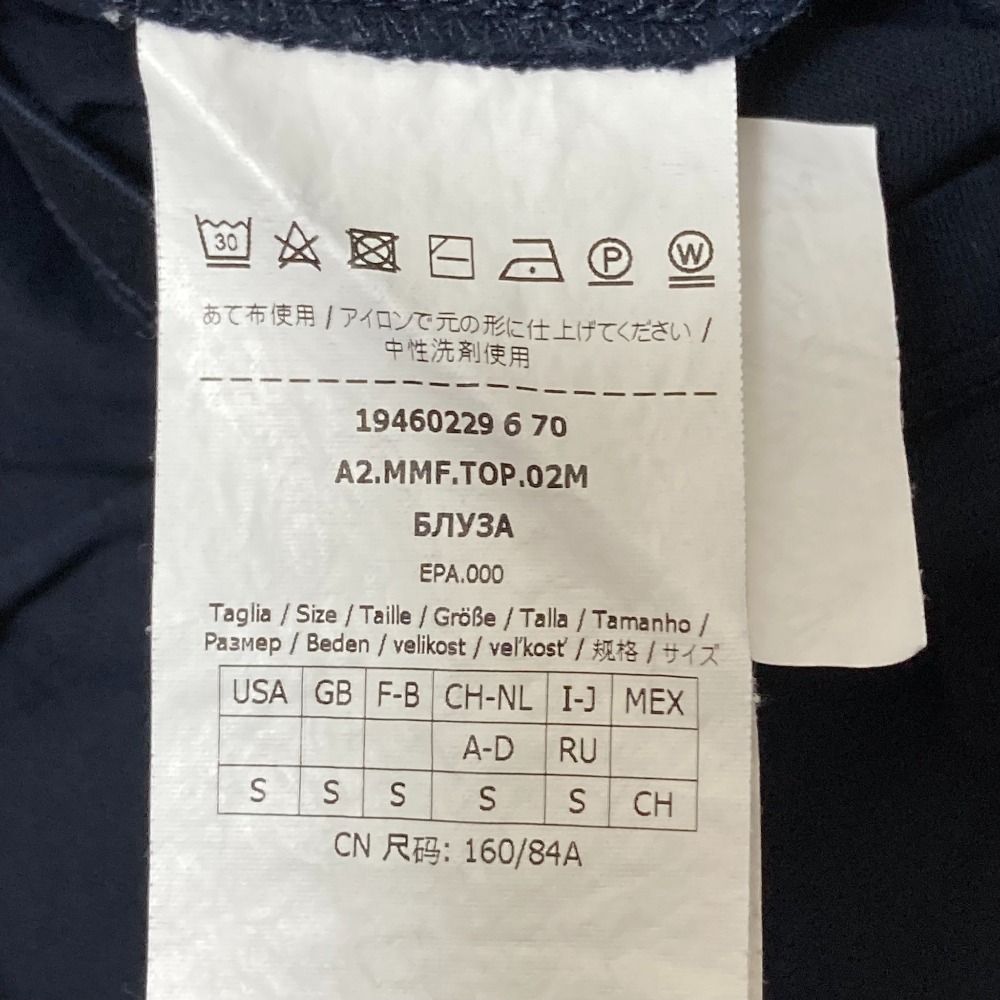 30 P W
あて布使用 / アイロンで元の形に仕上げてください /
中性洗剤使用
19460229 6 70
A2.MMF.TOP.02M
БЛУЗА
EPA.000
Taglia / Size / Taille / Größe / Talla / Tamanho /
Размер / Beden / velikost / veľkosť / 规格 / サイズ
USA GB F-B CH-NL I-J MEX
A-D RU
S S S S S CH
CN 尺码: 160/84A